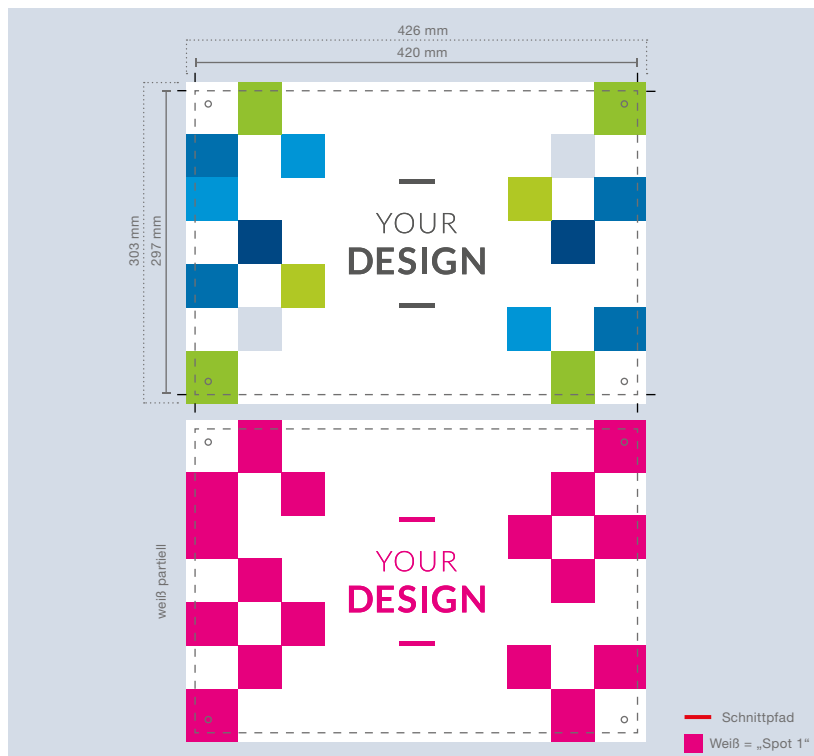 426 mm
420 mm
303 mm
297 mm
YOUR
DESIGN
weiß partiell
YOUR
DESIGN
Schnittpfad
Weiß = „Spot 1“